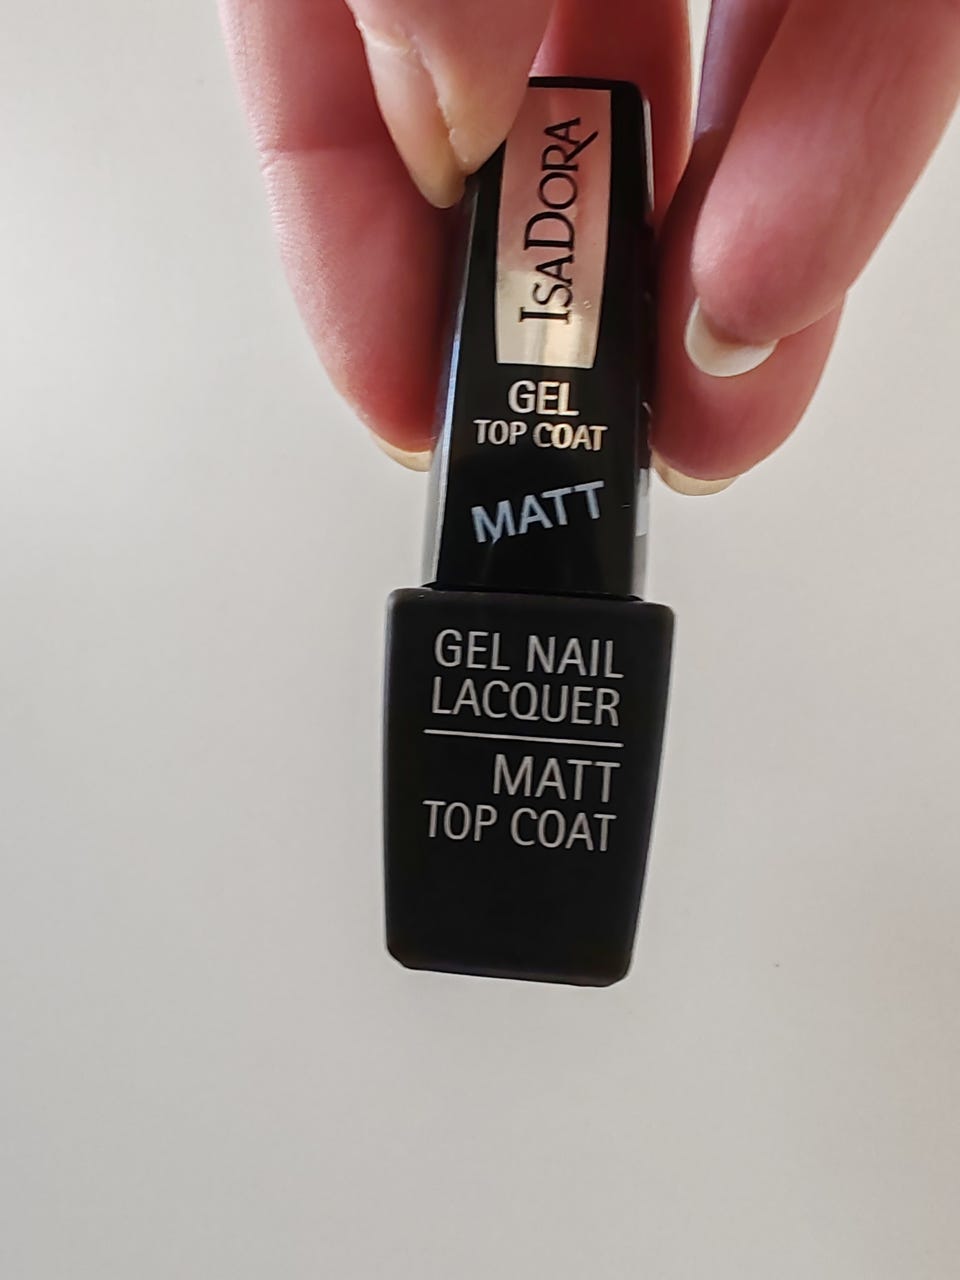 ISADORA
GEL
TOP COAT
MATT
GEL NAIL
LACQUER
MATT
TOP COAT